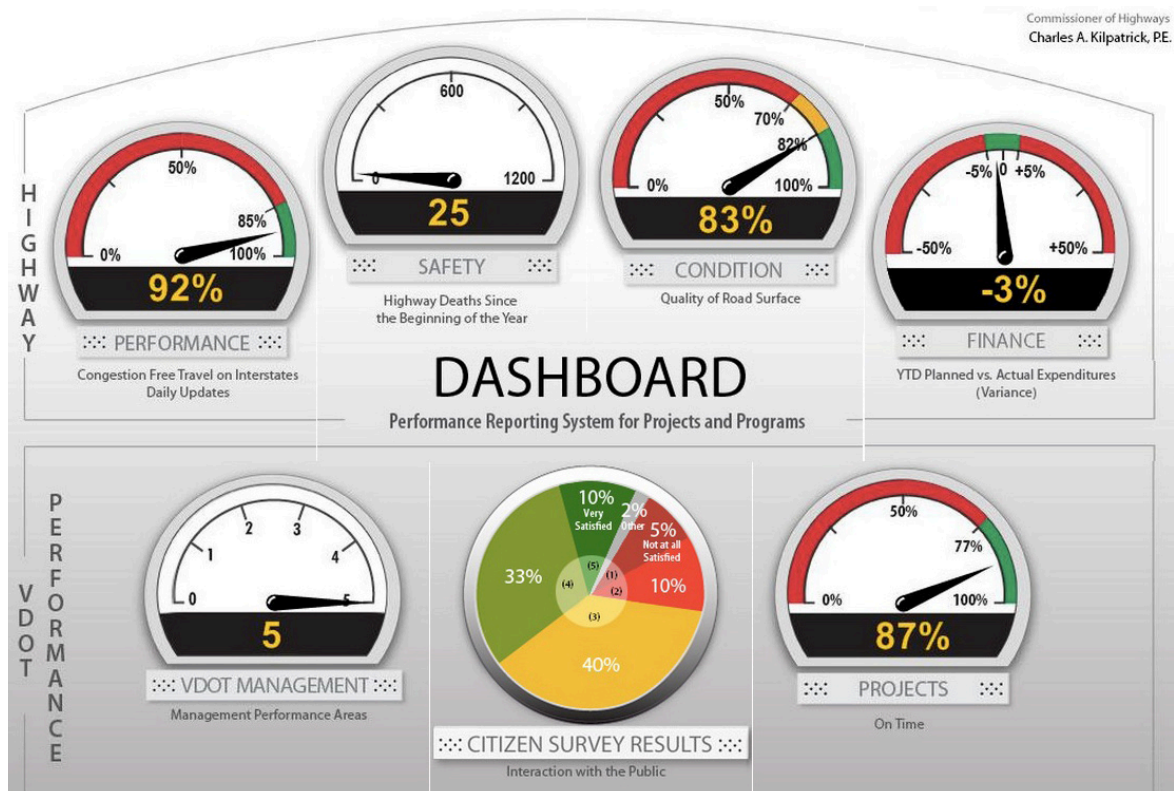 Commissioner of Highways
Charles A. Kilpatrick, P.E.
HIGHWAY
0%
50%
85%
100%
92%
PERFORMANCE
Congestion Free Travel on Interstates
Daily Updates
0
600
1200
25
SAFETY
Highway Deaths Since
the Beginning of the Year
0%
50%
70%
82%
100%
83%
CONDITION
Quality of Road Surface
-50%
-5%
0
+5%
+50%
-3%
FINANCE
YTD Planned vs. Actual Expenditures
(Variance)
DASHBOARD
Performance Reporting System for Projects and Programs
VDOT
PERFORMANCE
0
1
2
3
4
5
5
VDOT MANAGEMENT
Management Performance Areas
10%
Very
Satisfied
2%
Other
5%
Not at all
Satisfied
10%
33%
40%
(5)
(4)
(1)
(2)
(3)
CITIZEN SURVEY RESULTS
Interaction with the Public
0%
50%
77%
100%
87%
PROJECTS
On Time